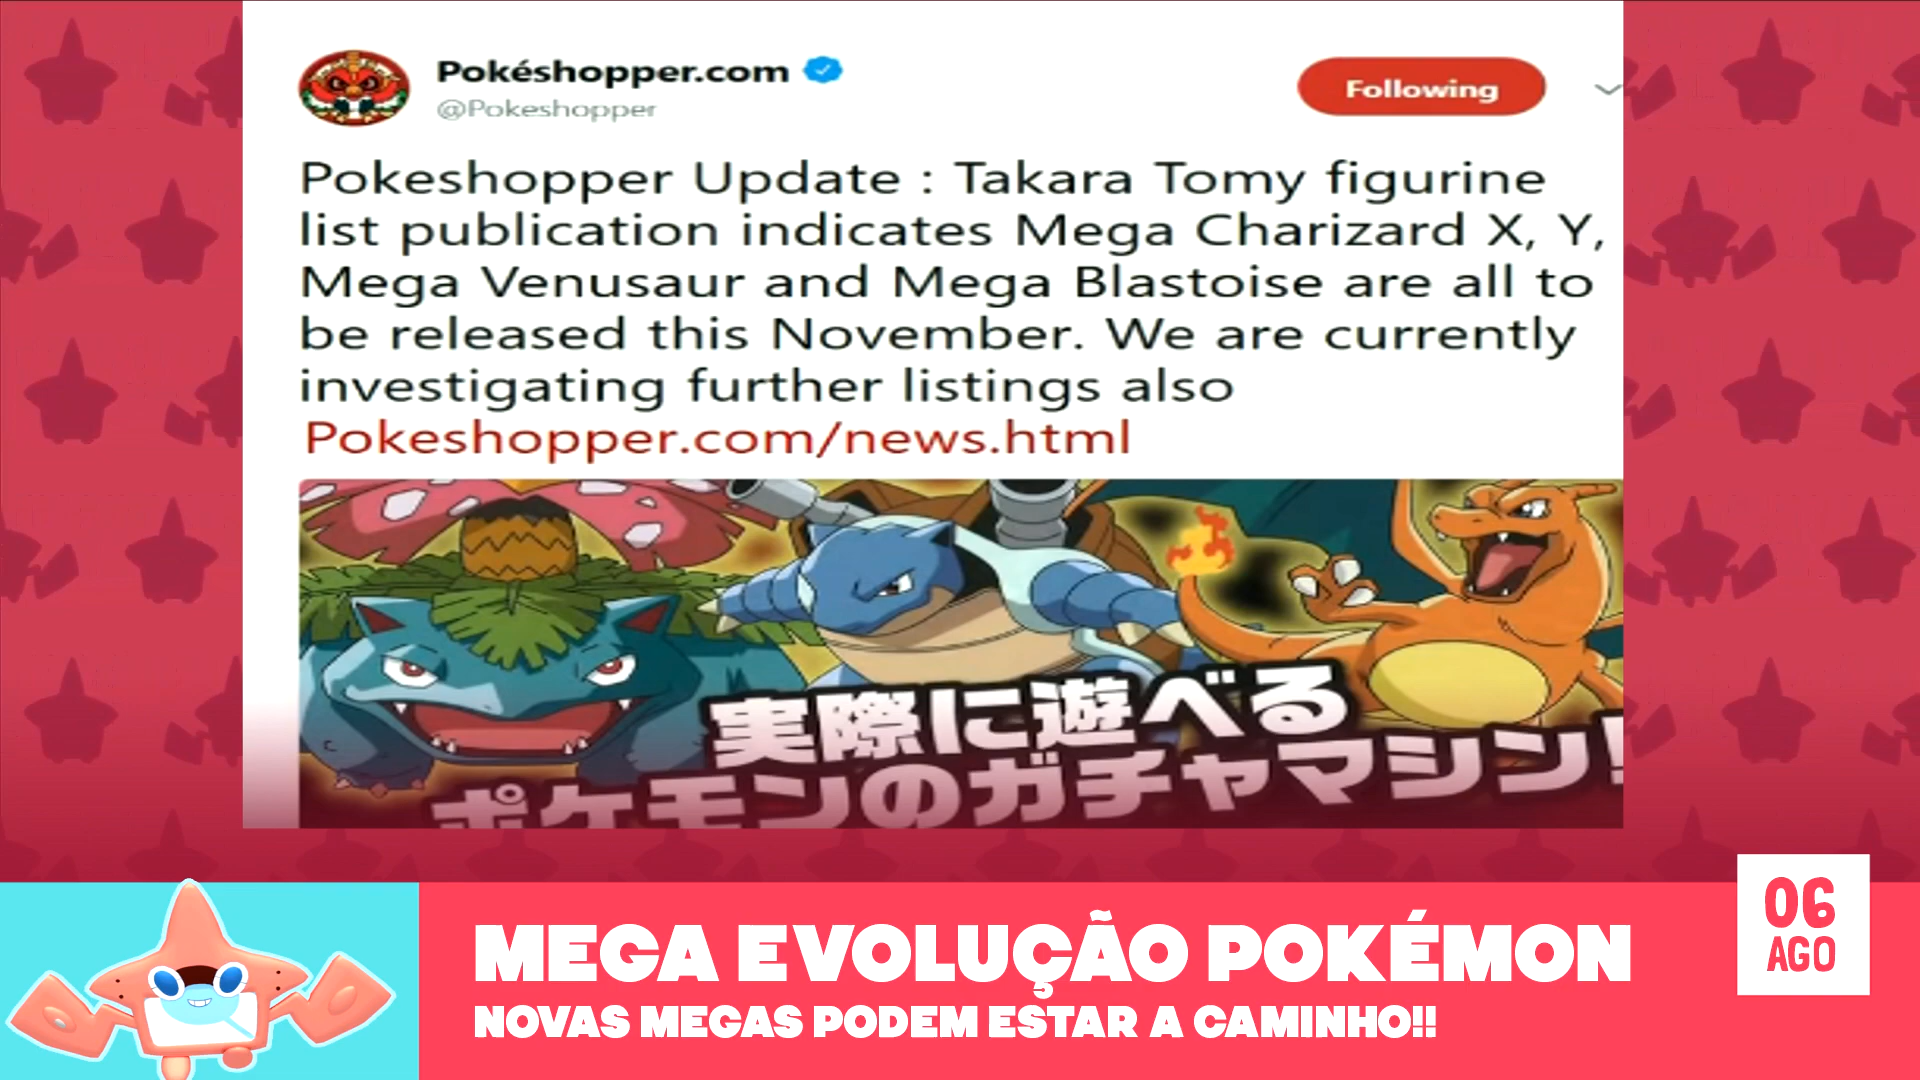 Pokéshopper.com
@Pokeshopper
Following
Pokeshopper Update : Takara Tomy figurine
list publication indicates Mega Charizard X, Y,
Mega Venusaur and Mega Blastoise are all to
be released this November. We are currently
investigating further listings also
Pokeshopper.com/news.html
実際に遊べる
ポケモンのガチャマシン!
06
AGO
MEGA EVOLUÇÃO POKÉMON
NOVAS MEGAS PODEM ESTAR A CAMINHO!!